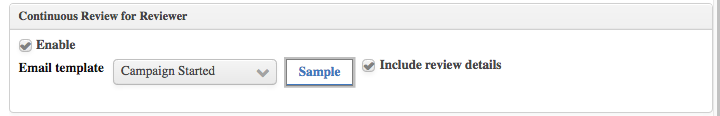 Continuous Review for Reviewer
Enable
Email template Campaign Started Sample Include review details